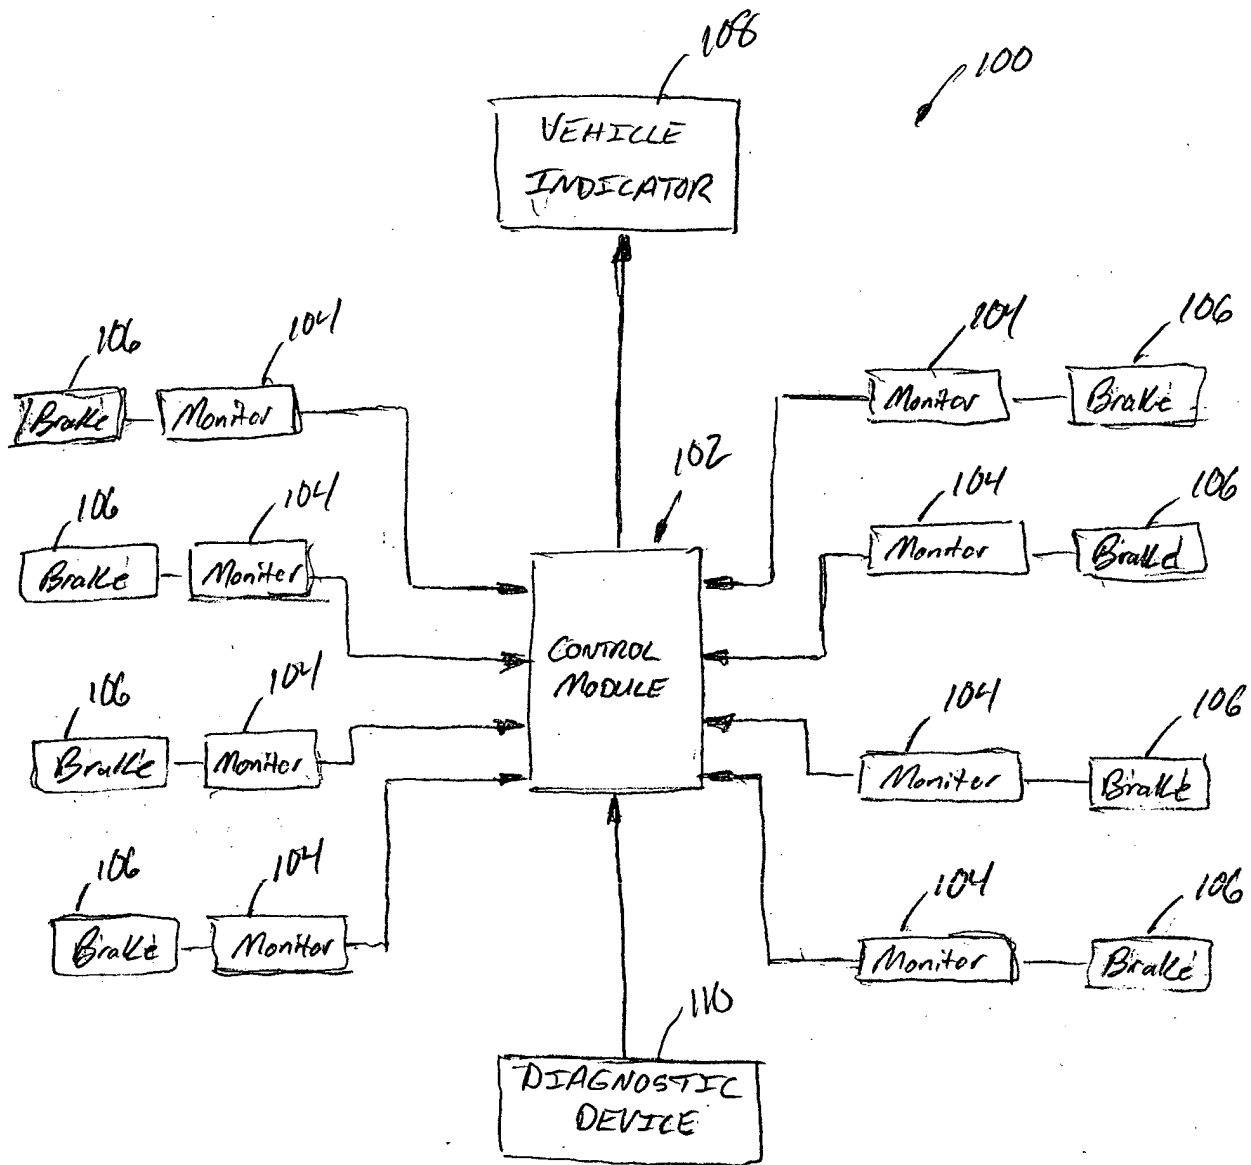 108
100
VEHICLE
INDICATOR
106
104
104
106
Brake
Monitor
Monitor
Brake
102
106
104
104
106
Brake
Monitor
Monitor
Brake
CONTROL
MODULE
106
104
104
106
Brake
Monitor
Monitor
Brake
106
104
104
106
Brake
Monitor
Monitor
Brake
110
DIAGNOSTIC
DEVICE